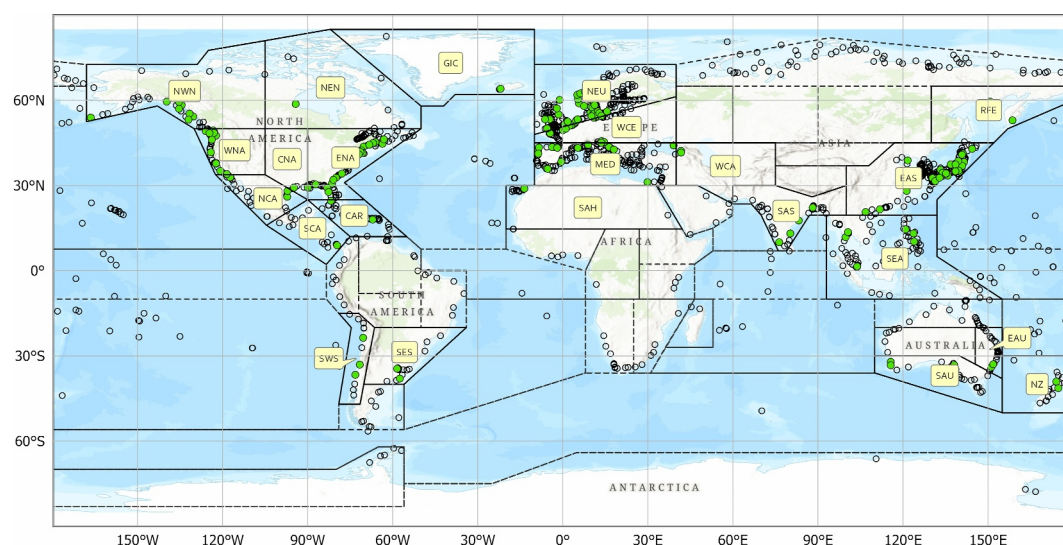 GIC
NWN
NEN
NEU
60°N
RFE
NORTH
AMERICA
EUROPE
WCE
ASIA
WNA
CNA
ENA
MED
WCA
EAS
30°N
NCA
CAR
SAH
SAS
SCA
AFRICA
SEA
0°
SOUTH
AMERICA
EAU
AUSTRALIA
SWS
SES
30°S
SAU
NZ
60°S
ANTARCTICA
150°W 120°W 90°W 60°W 30°W 0° 30°E 60°E 90°E 120°E 150°E